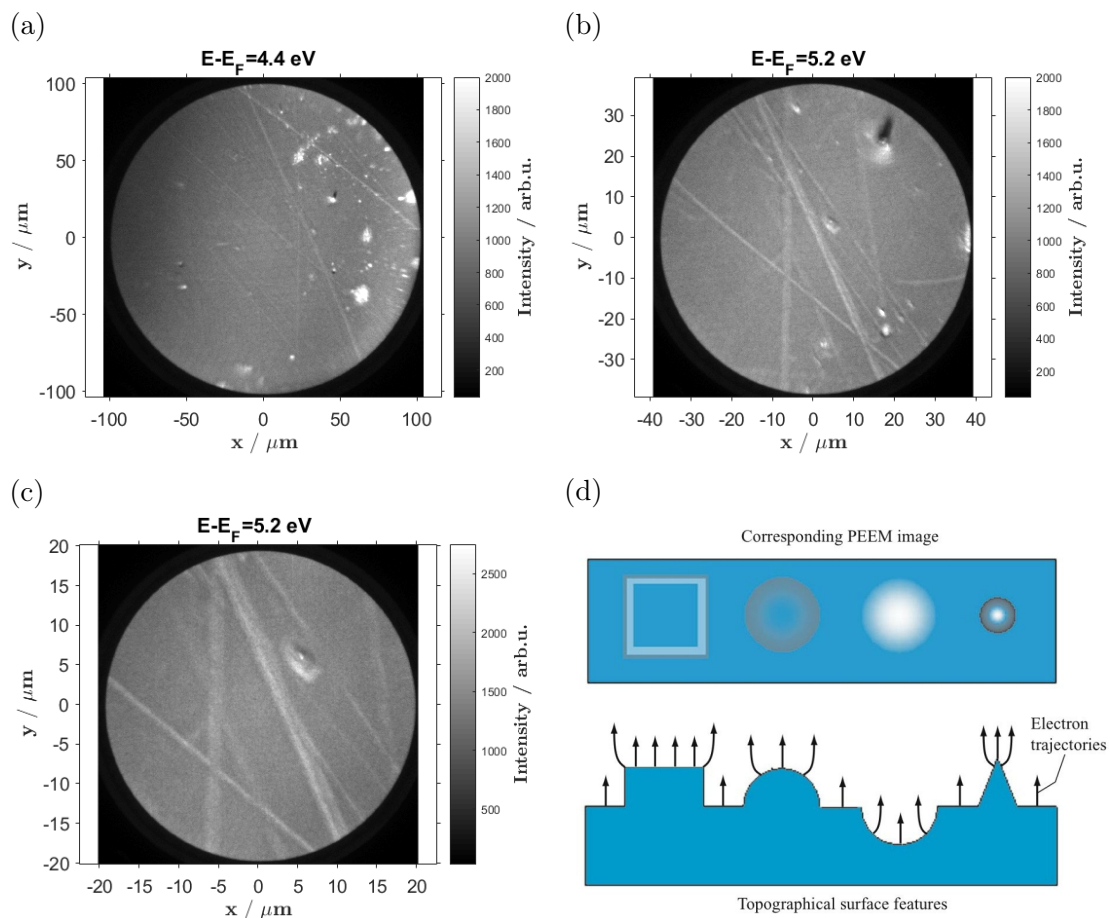 (a)
E-E_F=4.4 eV
100
50
0
-50
-100
y / μm
-100 -50 0 50 100
x / μm
2000
1800
1600
1400
1200
1000
800
600
400
200
Intensity / arb.u.
(b)
E-E_F=5.2 eV
30
20
10
0
-10
-20
-30
y / μm
-40 -30 -20 -10 0 10 20 30 40
x / μm
2000
1800
1600
1400
1200
1000
800
600
400
200
Intensity / arb.u.
(c)
E-E_F=5.2 eV
20
15
10
5
0
-5
-10
-15
-20
y / μm
-20 -15 -10 -5 0 5 10 15 20
x / μm
2500
2000
1500
1000
500
Intensity / arb.u.
(d)
Corresponding PEEM image
Electron
trajectories
Topographical surface features